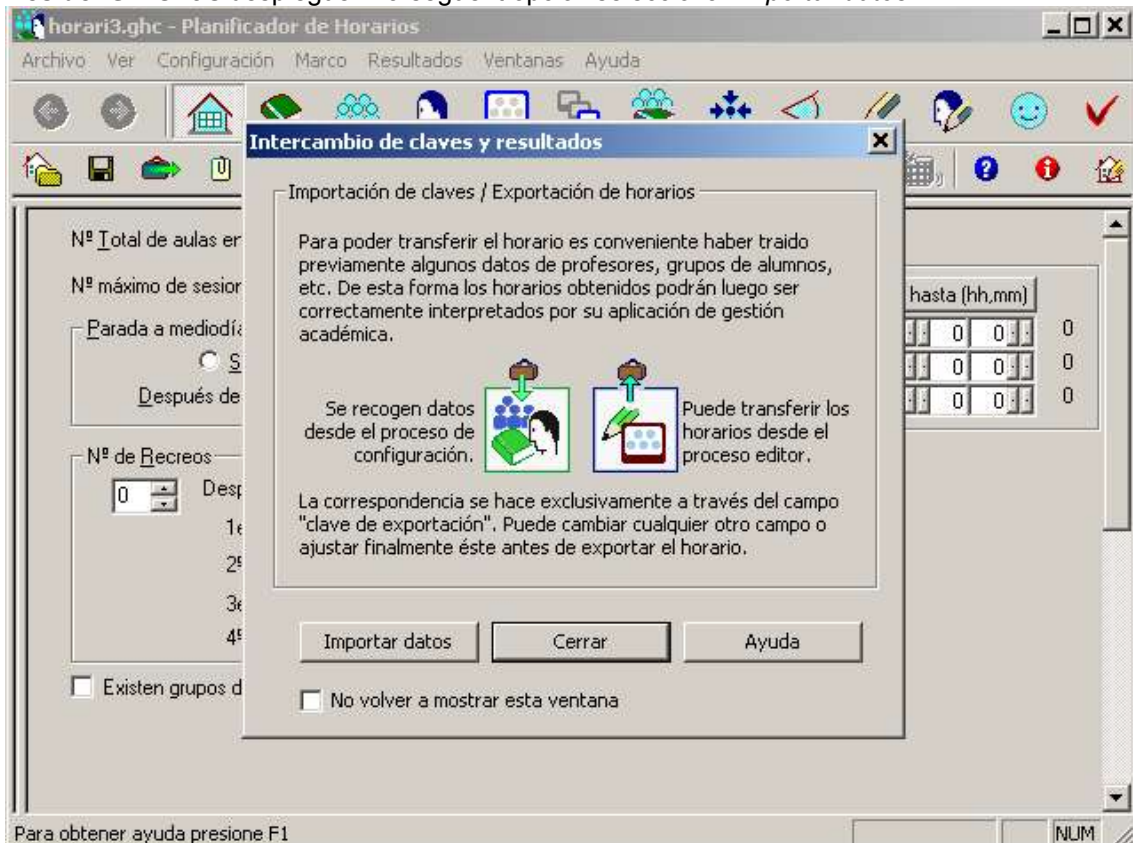 horari3.ghc - Planificador de Horarios
Archivo Ver Configuración Marco Resultados Ventanas Ayuda
Intercambio de claves y resultados
Importación de claves / Exportación de horarios
Para poder transferir el horario es conveniente haber traido
previamente algunos datos de profesores, grupos de alumnos,
etc. De esta forma los horarios obtenidos podrán luego ser
correctamente interpretados por su aplicación de gestión
académica.
Se recogen datos
desde el proceso de
configuración.
Puede transferir los
horarios desde el
proceso editor.
La correspondencia se hace exclusivamente a través del campo
"clave de exportación". Puede cambiar cualquier otro campo o
ajustar finalmente éste antes de exportar el horario.
Importar datos Cerrar Ayuda
No volver a mostrar esta ventana
Nº Total de aulas en
Nº máximo de sesion
Parada a mediodía
S
Después de
Nº de Recreos
0 Desp
1e
2º
3e
4º
Existen grupos d
hasta (hh,mm)
0 0 0
0 0 0
0 0 0
Para obtener ayuda presione F1
NUM